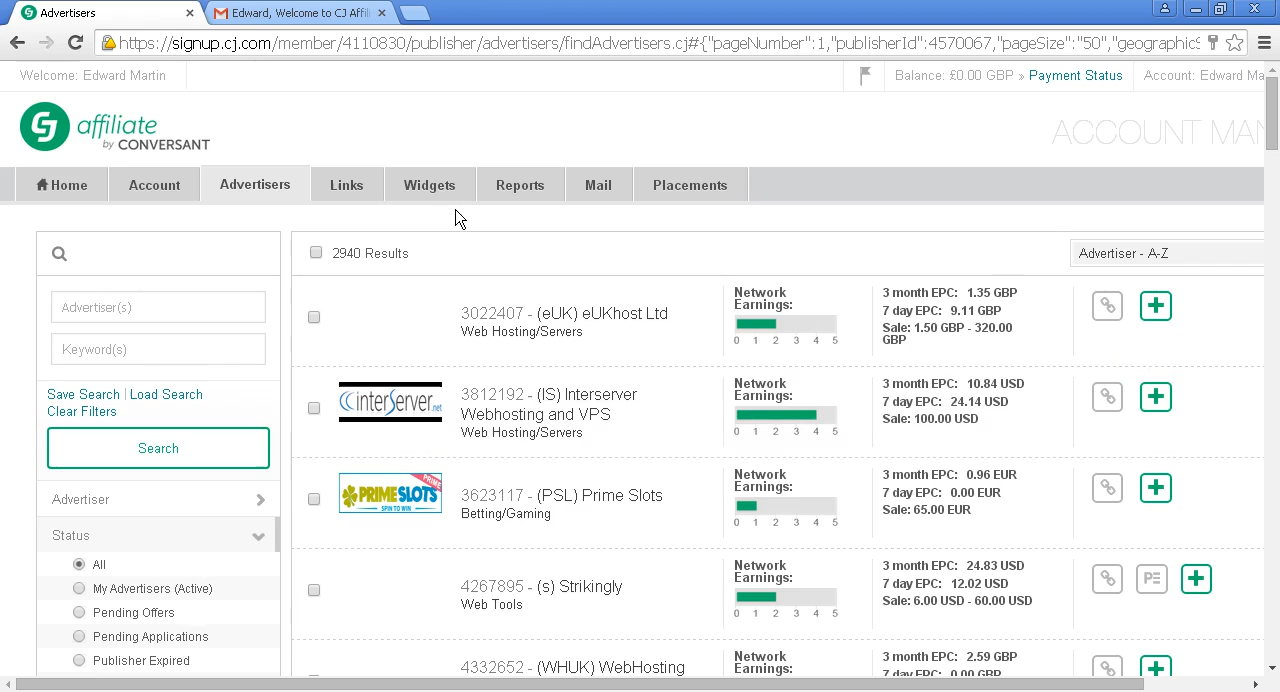 Advertisers
Edward, Welcome to CJ Affil
https://signup.cj.com/member/4110830/publisher/advertisers/findAdvertisers.cj#{"pageNumber":1,"publisherId":4570067,"pageSize":"50","geographicS
Welcome: Edward Martin
Balance: £0.00 GBP » Payment Status
Account: Edward Ma
affiliate
by CONVERSANT
ACCOUNT MAN
Home
Account
Advertisers
Links
Widgets
Reports
Mail
Placements
Advertiser(s)
Keyword(s)
Save Search | Load Search
Clear Filters
Search
Advertiser
Status
All
My Advertisers (Active)
Pending Offers
Pending Applications
Publisher Expired
2940 Results
Advertiser - A-Z
3022407 - (eUK) eUKhost Ltd
Web Hosting/Servers
Network
Earnings:
0 1 2 3 4 5
3 month EPC: 1.35 GBP
7 day EPC: 9.11 GBP
Sale: 1.50 GBP - 320.00
GBP
interServer.net
3812192 - (IS) Interserver
Webhosting and VPS
Web Hosting/Servers
Network
Earnings:
0 1 2 3 4 5
3 month EPC: 10.84 USD
7 day EPC: 24.14 USD
Sale: 100.00 USD
PRIME
PRIMESLOTS
SPIN TO WIN
3623117 - (PSL) Prime Slots
Betting/Gaming
Network
Earnings:
0 1 2 3 4 5
3 month EPC: 0.96 EUR
7 day EPC: 0.00 EUR
Sale: 65.00 EUR
4267895 - (s) Strikingly
Web Tools
Network
Earnings:
0 1 2 3 4 5
3 month EPC: 24.83 USD
7 day EPC: 12.02 USD
Sale: 6.00 USD - 60.00 USD
PE
4332652 - (WHUK) WebHosting
Network
Earnings:
3 month EPC: 2.59 GBP
7 day EPC: 0.00 GBP